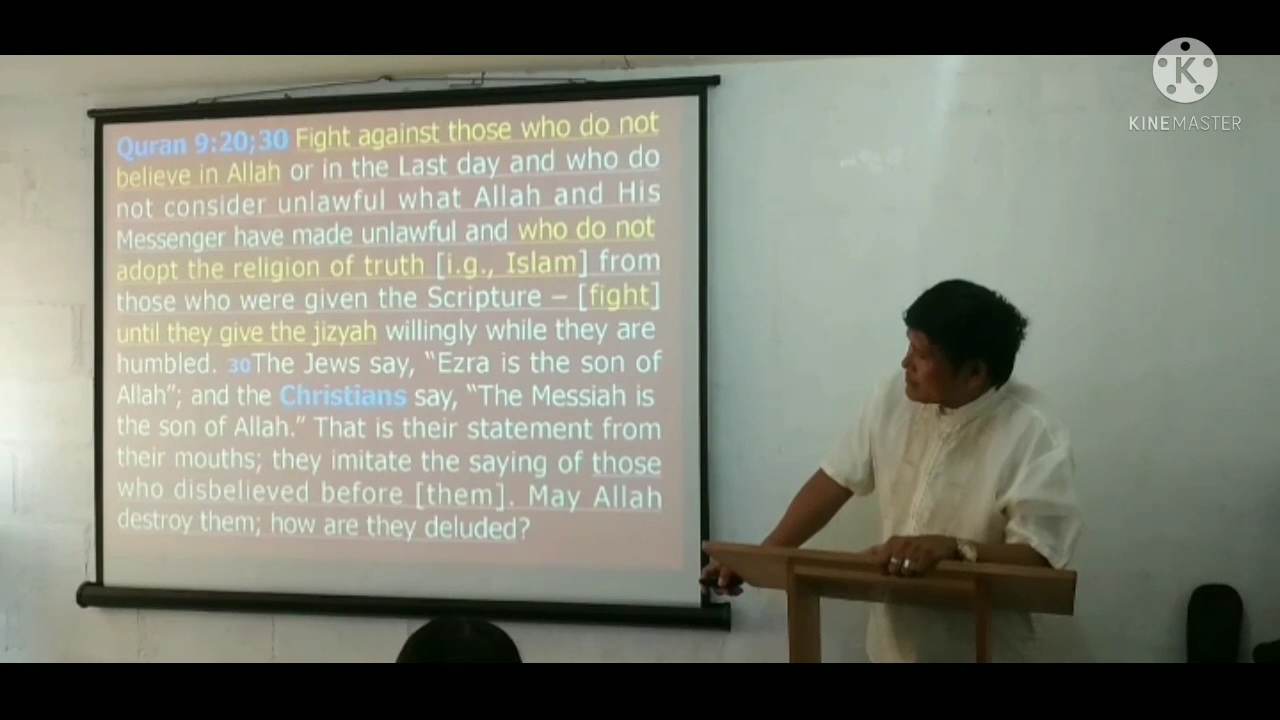 Quran 9:20;30 Fight against those who do not
believe in Allah or in the Last day and who do
not consider unlawful what Allah and His
Messenger have made unlawful and who do not
adopt the religion of truth [i.g., Islam] from
those who were given the Scripture – [fight]
until they give the jizyah willingly while they are
humbled. 30The Jews say, “Ezra is the son of
Allah”; and the Christians say, “The Messiah is
the son of Allah.” That is their statement from
their mouths; they imitate the saying of those
who disbelieved before [them]. May Allah
destroy them; how are they deluded?
K
KINEMASTER